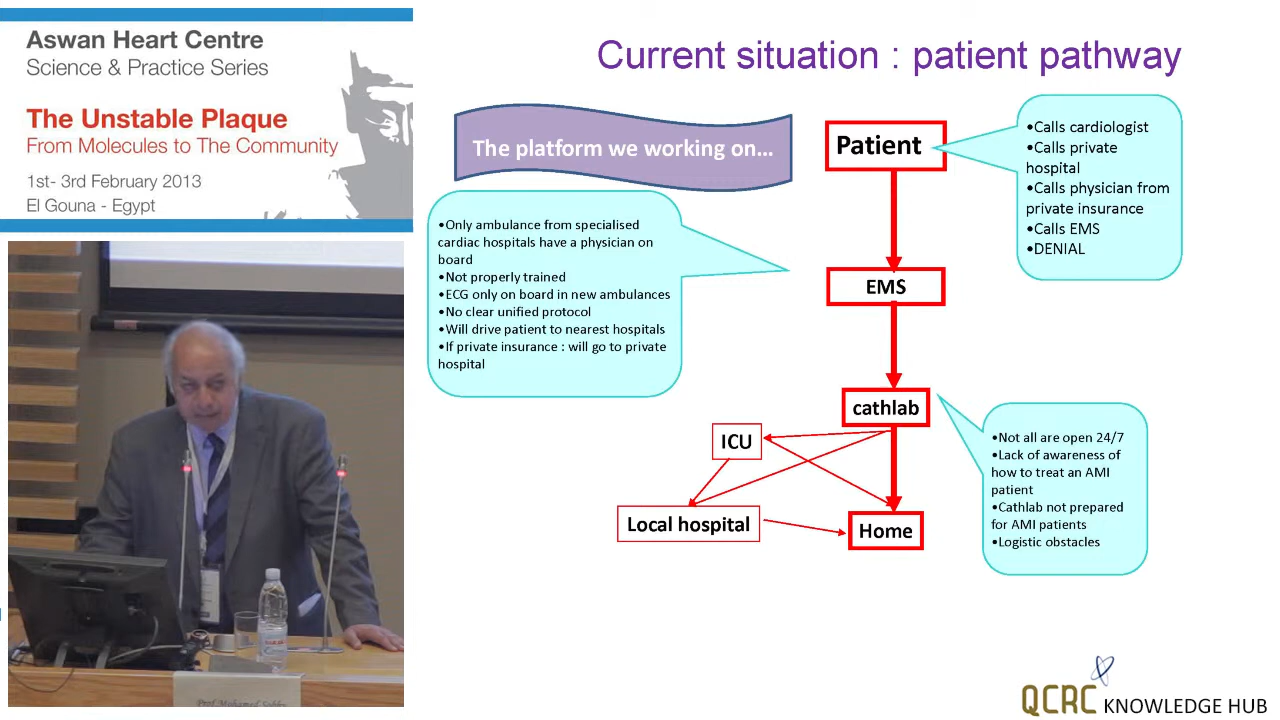 Aswan Heart Centre
Science & Practice Series
The Unstable Plaque
From Molecules to The Community
1st- 3rd February 2013
El Gouna - Egypt
Current situation : patient pathway
The platform we working on...
Patient
•Calls cardiologist
•Calls private
hospital
•Calls physician from
private insurance
•Calls EMS
•DENIAL
•Only ambulance from specialised
cardiac hospitals have a physician on
board
•Not properly trained
•ECG only on board in new ambulances
•No clear unified protocol
•Will drive patient to nearest hospitals
•If private insurance : will go to private
hospital
EMS
cathlab
ICU
Local hospital
Home
•Not all are open 24/7
•Lack of awareness of
how to treat an AMI
patient
•Cathlab not prepared
for AMI patients
•Logistic obstacles
Prof Mohamed
QCRC KNOWLEDGE HUB